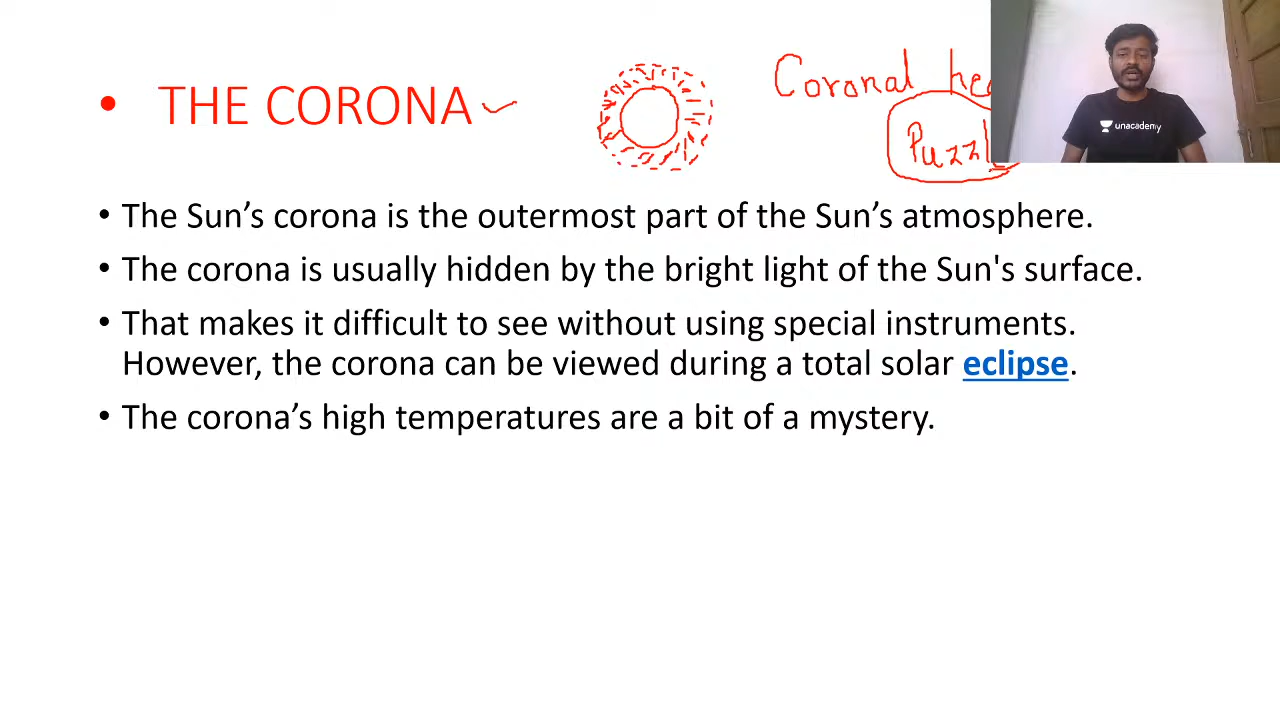 • THE CORONA
Coronal
unacademy
• The Sun’s corona is the outermost part of the Sun’s atmosphere.
• The corona is usually hidden by the bright light of the Sun's surface.
• That makes it difficult to see without using special instruments.
However, the corona can be viewed during a total solar eclipse.
• The corona’s high temperatures are a bit of a mystery.